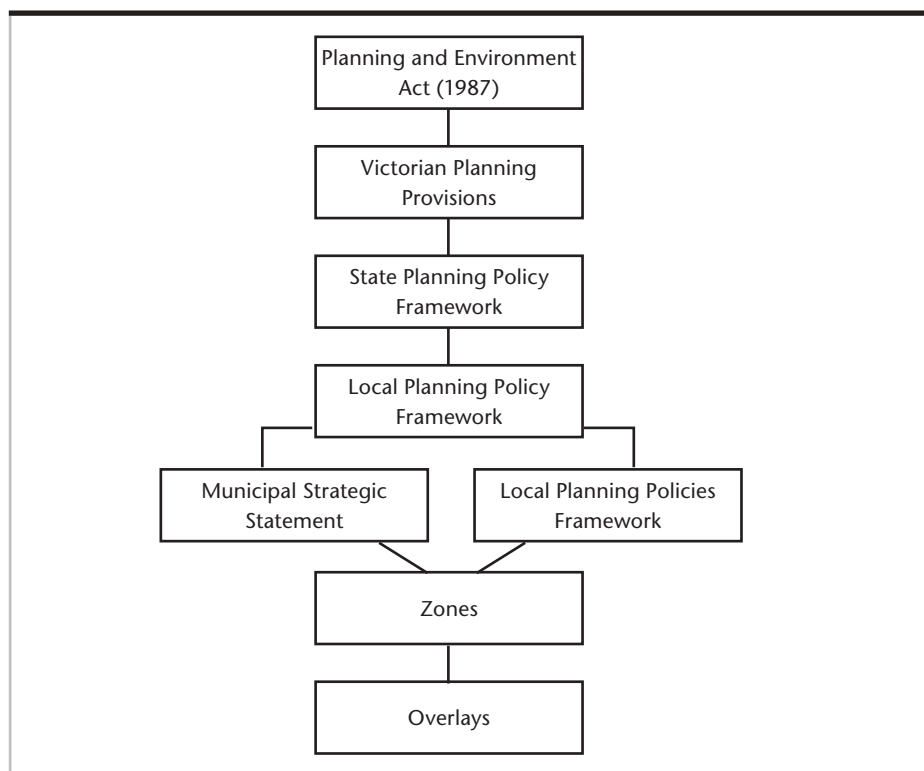 Planning and Environment
Act (1987)
Victorian Planning
Provisions
State Planning Policy
Framework
Local Planning Policy
Framework
Municipal Strategic
Statement
Local Planning Policies
Framework
Zones
Overlays